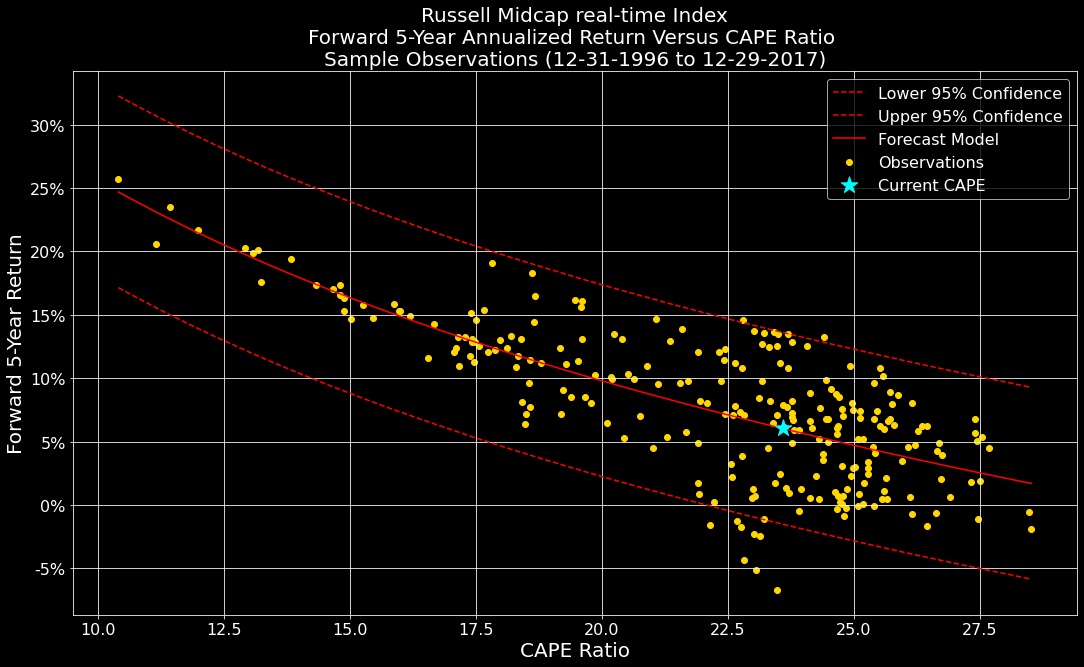 Russell Midcap real-time Index
Forward 5-Year Annualized Return Versus CAPE Ratio
Sample Observations (12-31-1996 to 12-29-2017)
Lower 95% Confidence
Upper 95% Confidence
Forecast Model
Observations
Current CAPE
Forward 5-Year Return
30%
25%
20%
15%
10%
5%
0%
-5%
10.0 12.5 15.0 17.5 20.0 22.5 25.0 27.5
CAPE Ratio